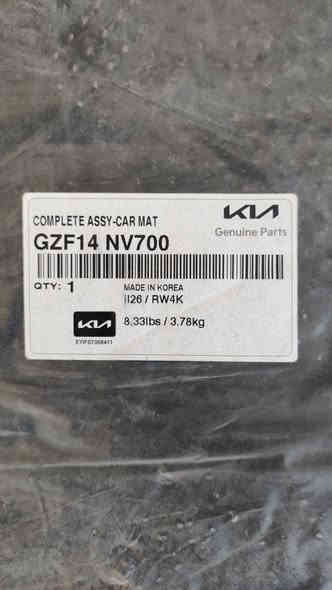 COMPLETE ASSY-CAR MAT
KIA
Genuine Parts
GZF14 NV700
QTY: 1
MADE IN KOREA
II26 / RW4K
KIA
8.33lbs / 3.78kg